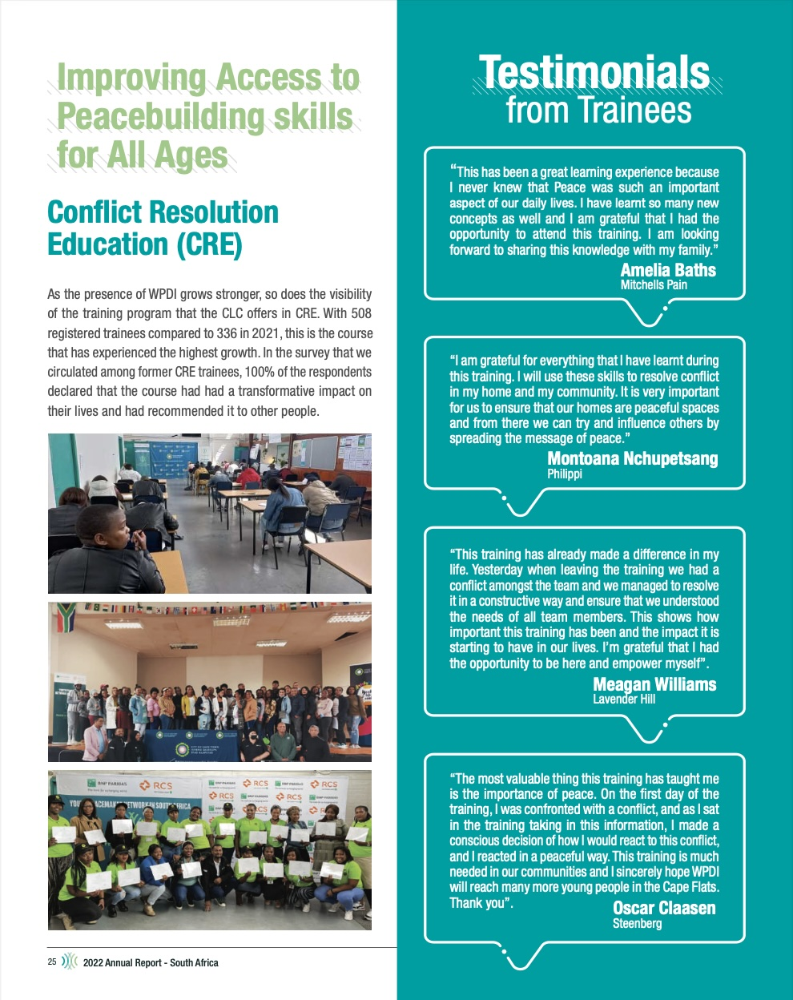 Improving Access to
Peacebuilding skills
for All Ages
Conflict Resolution
Education (CRE)
As the presence of WPDI grows stronger, so does the visibility
of the training program that the CLC offers in CRE. With 508
registered trainees compared to 336 in 2021, this is the course
that has experienced the highest growth. In the survey that we
circulated among former CRE trainees, 100% of the respondents
declared that the course had had a transformative impact on
their lives and had recommended it to other people.
BNP PARIBAS
RCS
BNP PARIBAS
RCS
BNP PARIBAS
RCS
RCS
BNP PARIBAS
RCS
BNP PARIBAS
NETWORK IN SOUTH AFRICA
25
2022 Annual Report - South Africa
Testimonials
from Trainees
“This has been a great learning experience because
I never knew that Peace was such an important
aspect of our daily lives. I have learnt so many new
concepts as well and I am grateful that I had the
opportunity to attend this training. I am looking
forward to sharing this knowledge with my family.”
Amelia Baths
Mitchells Pain
“I am grateful for everything that I have learnt during
this training. I will use these skills to resolve conflict
in my home and my community. It is very important
for us to ensure that our homes are peaceful spaces
and from there we can try and influence others by
spreading the message of peace.”
Montoana Nchupetsang
Philippi
“This training has already made a difference in my
life. Yesterday when leaving the training we had a
conflict amongst the team and we managed to resolve
it in a constructive way and ensure that we understood
the needs of all team members. This shows how
important this training has been and the impact it is
starting to have in our lives. I’m grateful that I had
the opportunity to be here and empower myself”.
Meagan Williams
Lavender Hill
“The most valuable thing this training has taught me
is the importance of peace. On the first day of the
training, I was confronted with a conflict, and as I sat
in the training taking in this information, I made a
conscious decision of how I would react to this conflict,
and I reacted in a peaceful way. This training is much
needed in our communities and I sincerely hope WPDI
will reach many more young people in the Cape Flats.
Thank you”.
Oscar Claasen
Steenberg